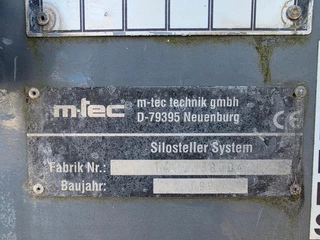 m-tec
m-tec technik gmbh
D-79395 Neuenburg
CE
Silosteller System
Fabrik Nr.:
Baujahr: